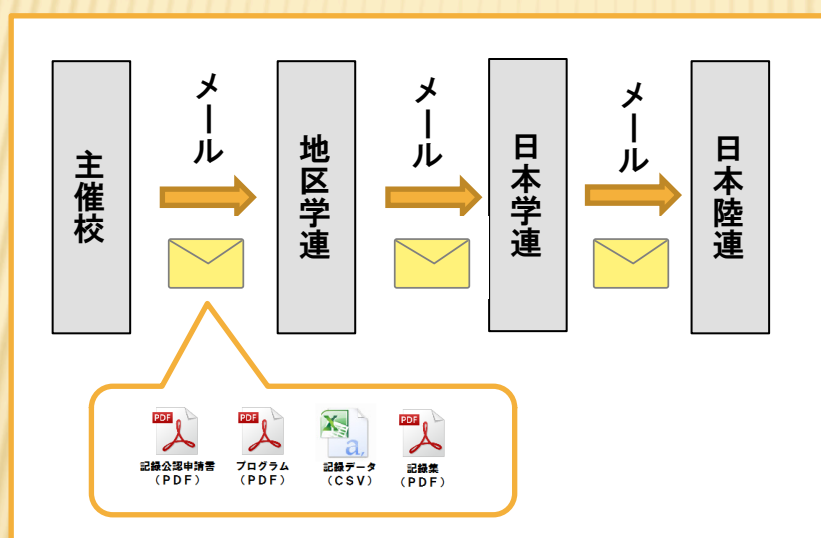 主催校
メール
地区学連
メール
日本学連
メール
日本陸連
PDF
記録公認申請書
（PDF）
PDF
プログラム
（PDF）
a,
記録データ
（CSV）
PDF
記録集
（PDF）